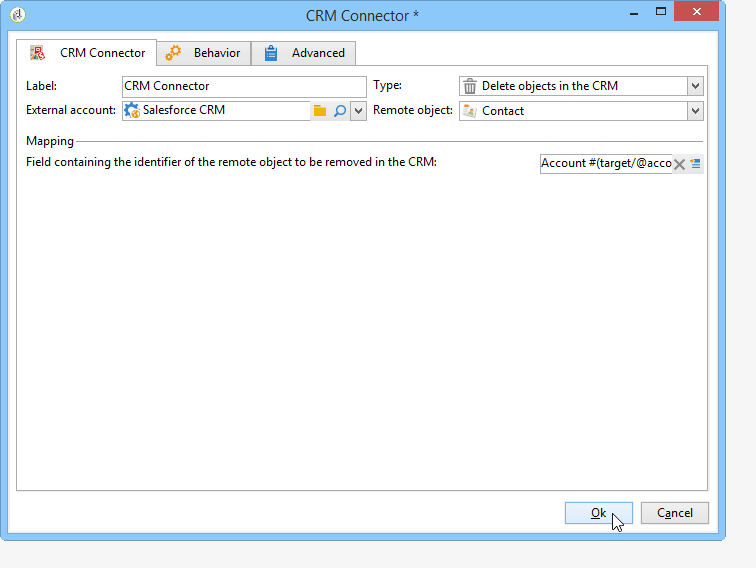 CRM Connector *
CRM Connector Behavior Advanced
Label: CRM Connector Type: Delete objects in the CRM
External account: Salesforce CRM Remote object: Contact
Mapping
Field containing the identifier of the remote object to be removed in the CRM: Account #(target/@acco
Ok Cancel